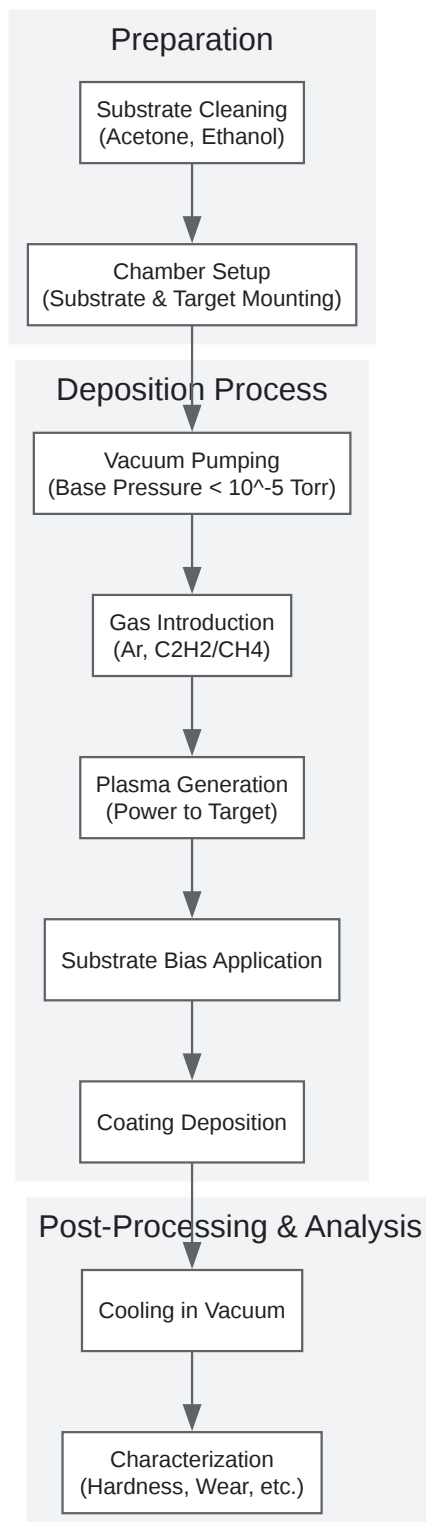 Preparation
Substrate Cleaning
(Acetone, Ethanol)
Chamber Setup
(Substrate & Target Mounting)
Deposition Process
Vacuum Pumping
(Base Pressure < 10^-5 Torr)
Gas Introduction
(Ar, C2H2/CH4)
Plasma Generation
(Power to Target)
Substrate Bias Application
Coating Deposition
Post-Processing & Analysis
Cooling in Vacuum
Characterization
(Hardness, Wear, etc.)